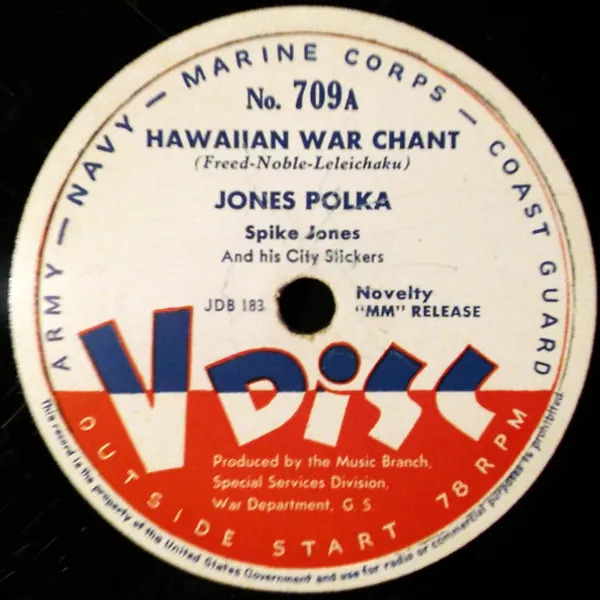 ARMY — NAVY — MARINE CORPS — COAST GUARD
No. 709A
HAWAIIAN WAR CHANT
(Freed-Noble-Leleichaku)
JONES POLKA
Spike Jones
And his City Slickers
JDB 183
Novelty
"MM" RELEASE
V DiSC
Produced by the Music Branch,
Special Services Division,
War Department, G. S.
OUTSIDE START 78 RPM
This record is the property of the United States Government and use for radio or commercial purposes is prohibited.